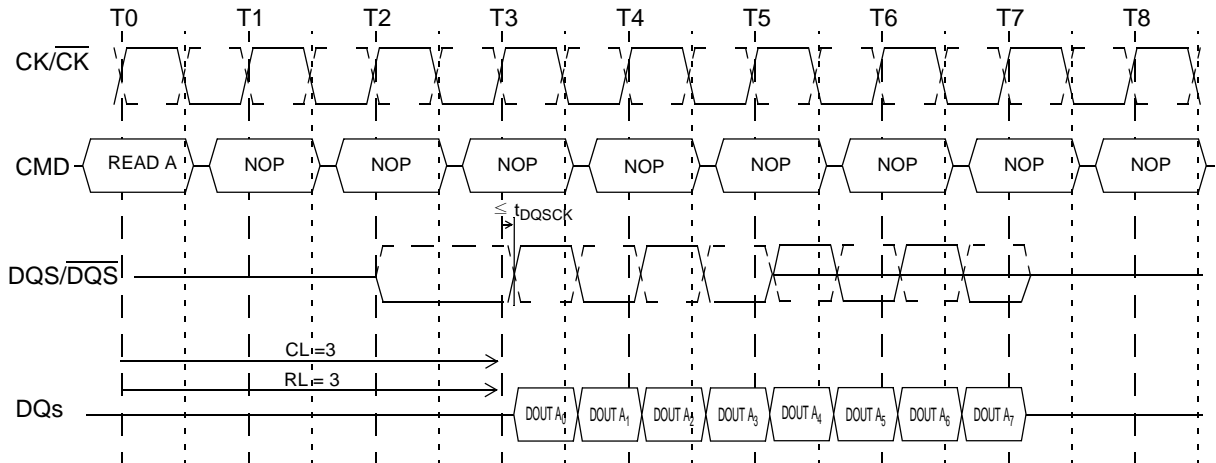 T0 T1 T2 T3 T4 T5 T6 T7 T8
CK/C̅K̅
CMD READ A NOP NOP NOP NOP NOP NOP NOP NOP
≤ tDQSCK
DQS/D̅Q̅S̅
CL =3
RL = 3
DQs DOUT A0 DOUT A1 DOUT A2 DOUT A3 DOUT A4 DOUT A5 DOUT A6 DOUT A7